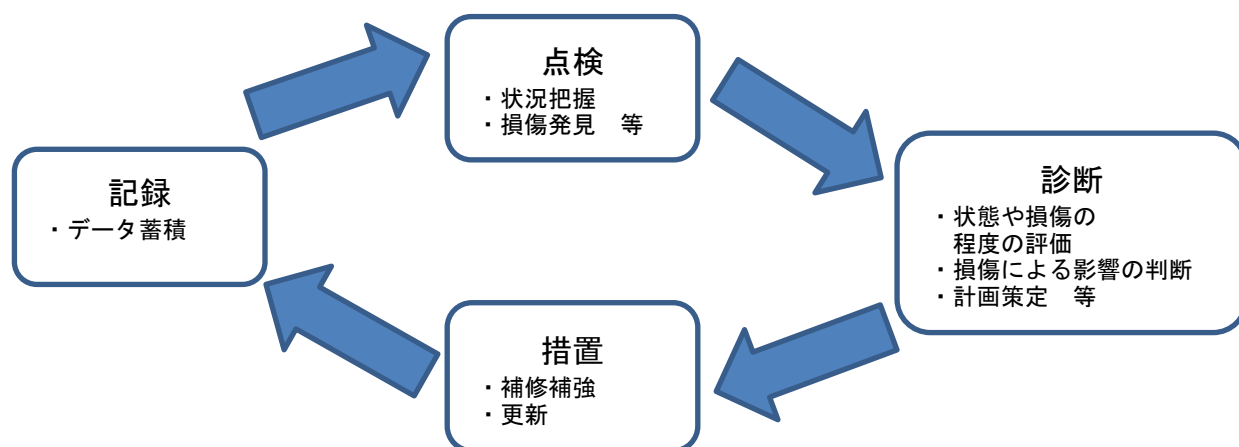 点検
・状況把握
・損傷発見　等
診断
・状態や損傷の
程度の評価
・損傷による影響の判断
・計画策定　等
措置
・補修補強
・更新
記録
・データ蓄積